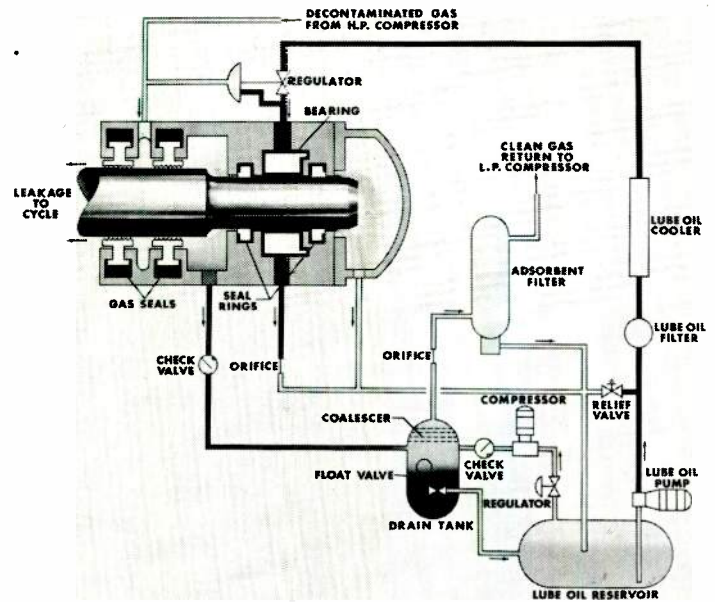 DECONTAMINATED GAS
FROM H.P. COMPRESSOR
REGULATOR
BEARING
CLEAN GAS
RETURN TO
L.P. COMPRESSOR
LEAKAGE
TO
CYCLE
LUBE OIL
COOLER
ADSORBENT
FILTER
GAS SEALS
SEAL
RINGS
LUBE OIL
FILTER
CHECK
VALVE
ORIFICE
ORIFICE
COMPRESSOR
RELIEF
VALVE
COALESCER
CHECK
VALVE
FLOAT VALVE
LUBE OIL
PUMP
REGULATOR
DRAIN TANK
LUBE OIL RESERVOIR